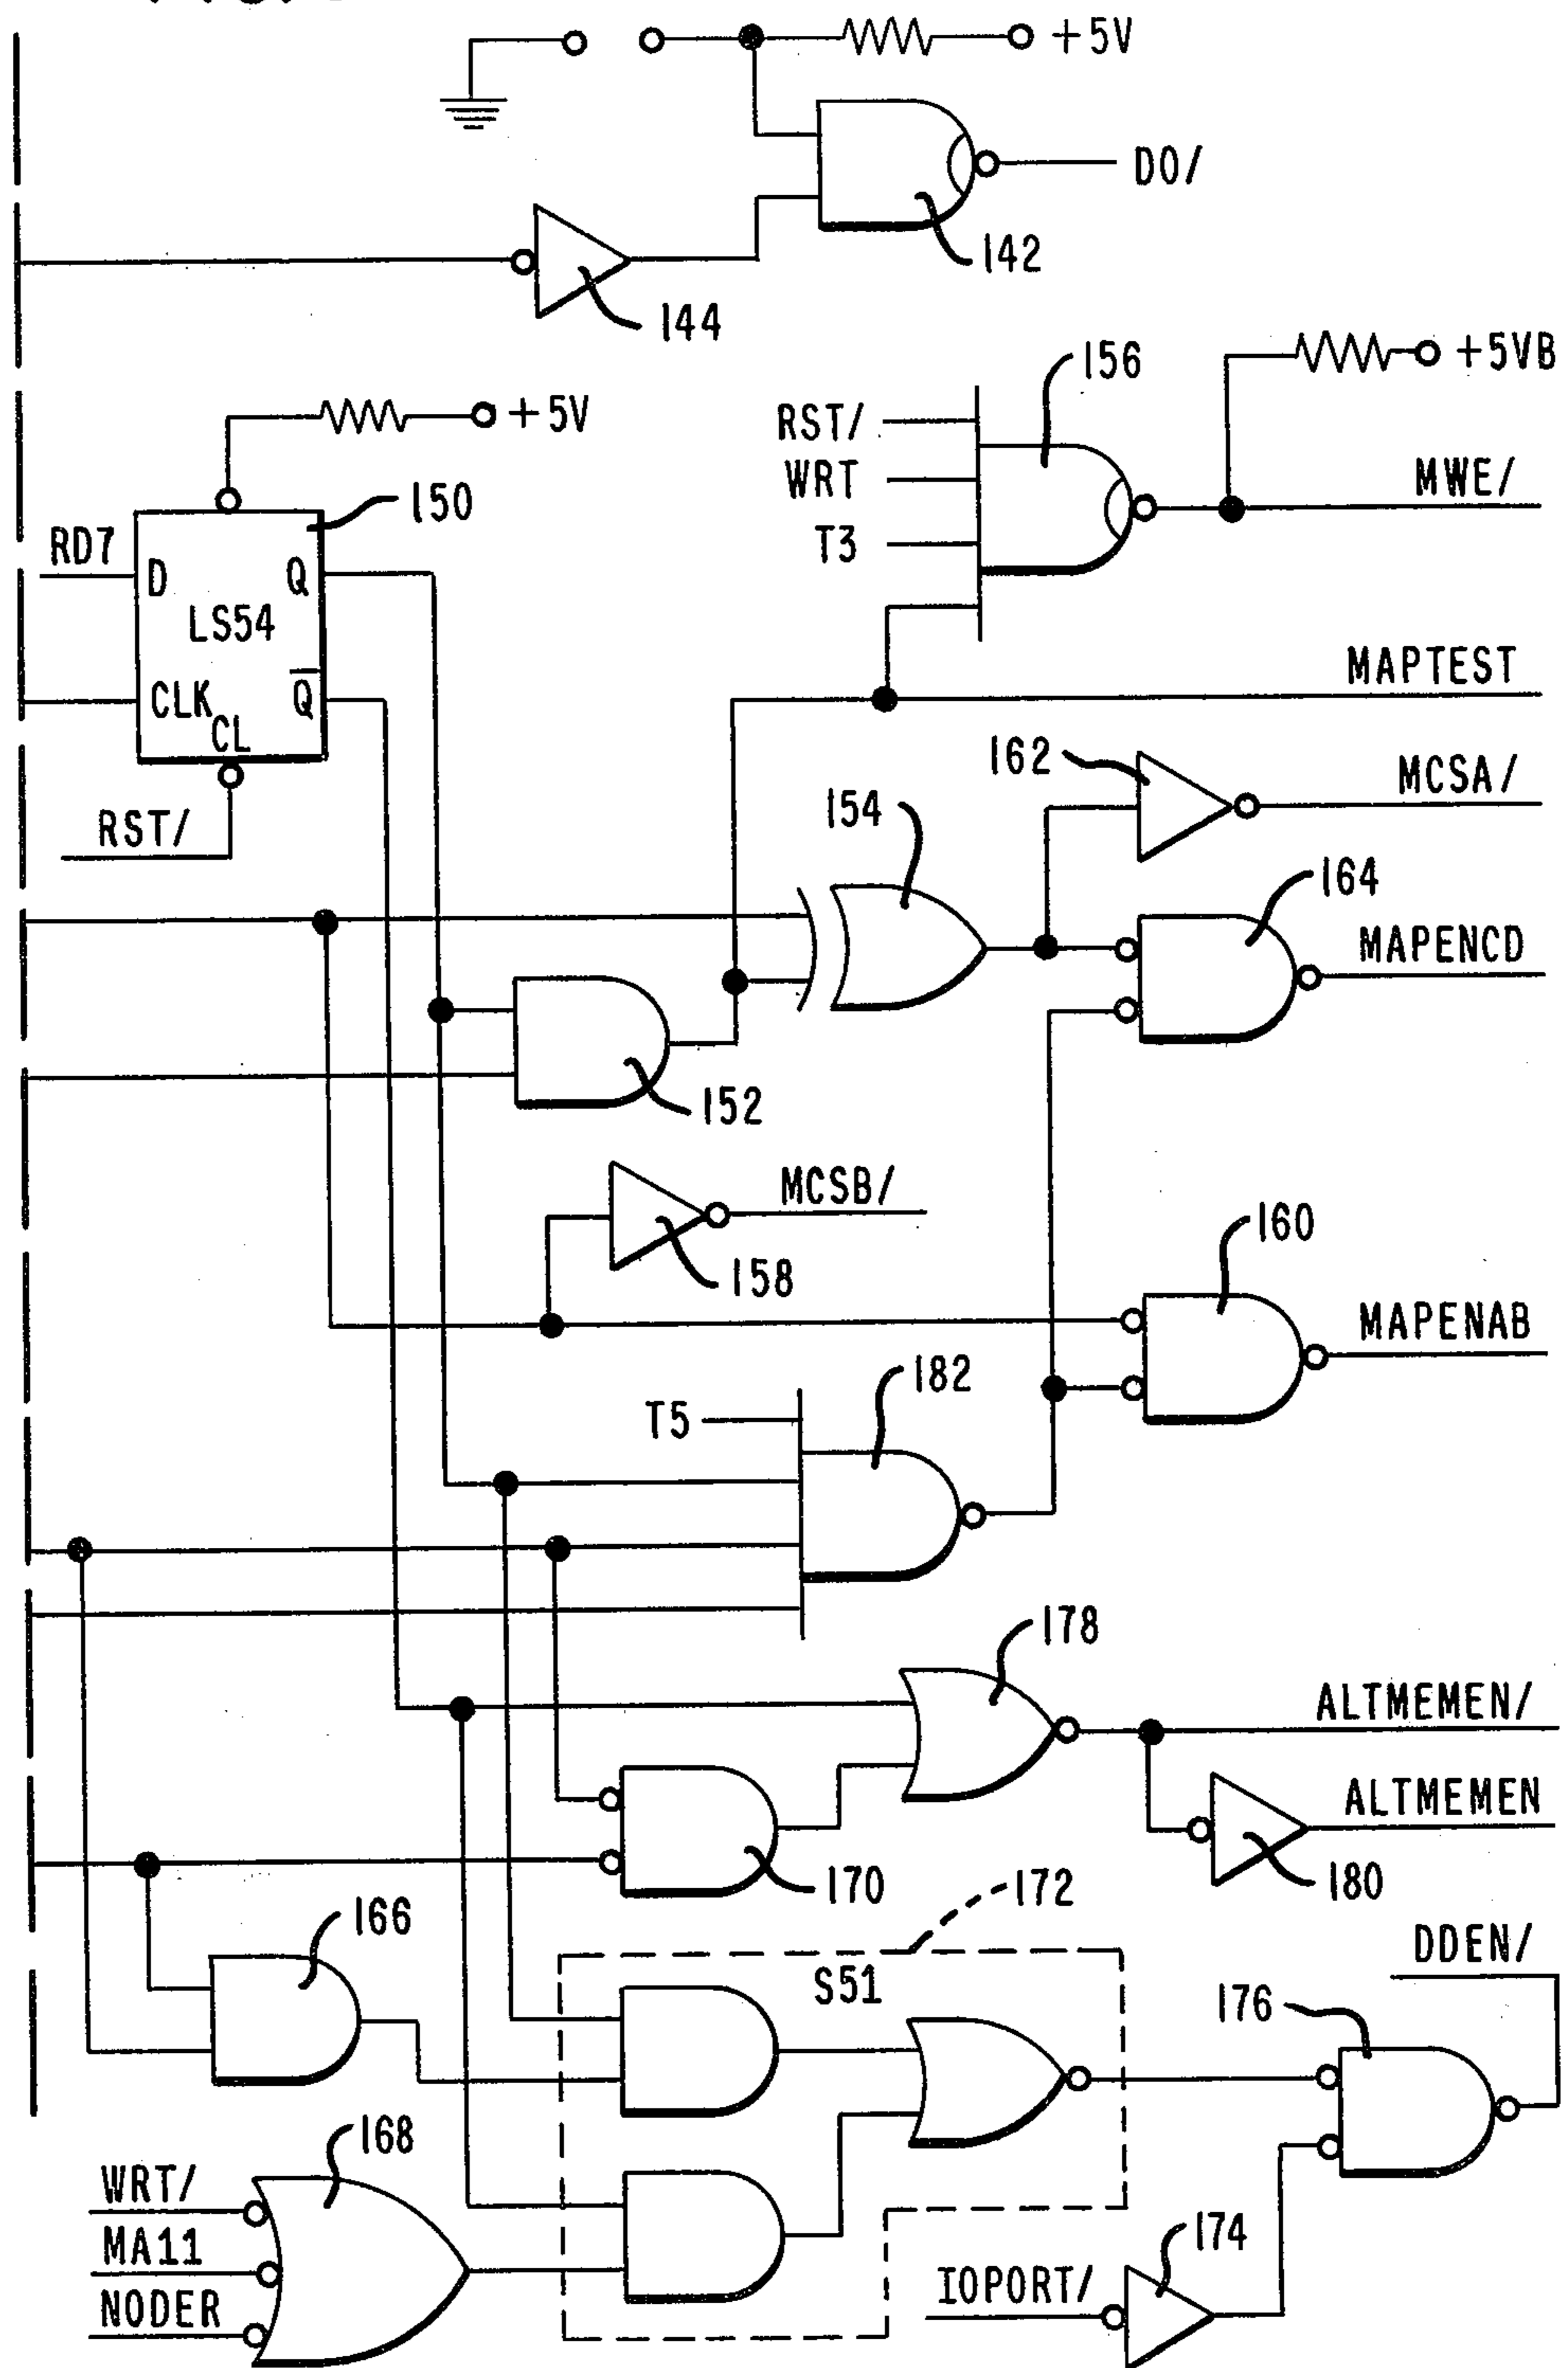 +5V
D0/
142
144
+5VB
156
+5V
RST/
WRT
MWE/
150
RD7
T3
D
Q
LS54
MAPTEST
CLK
Q
CL
162
MCSA/
154
RST/
164
MAPENCD
152
MCSB/
160
158
MAPENAB
182
T5
178
ALTMEMEN/
ALTMEMEN
170
172
180
166
DDEN/
S51
176
168
WRT/
174
MA11
IOPORT/
NODER